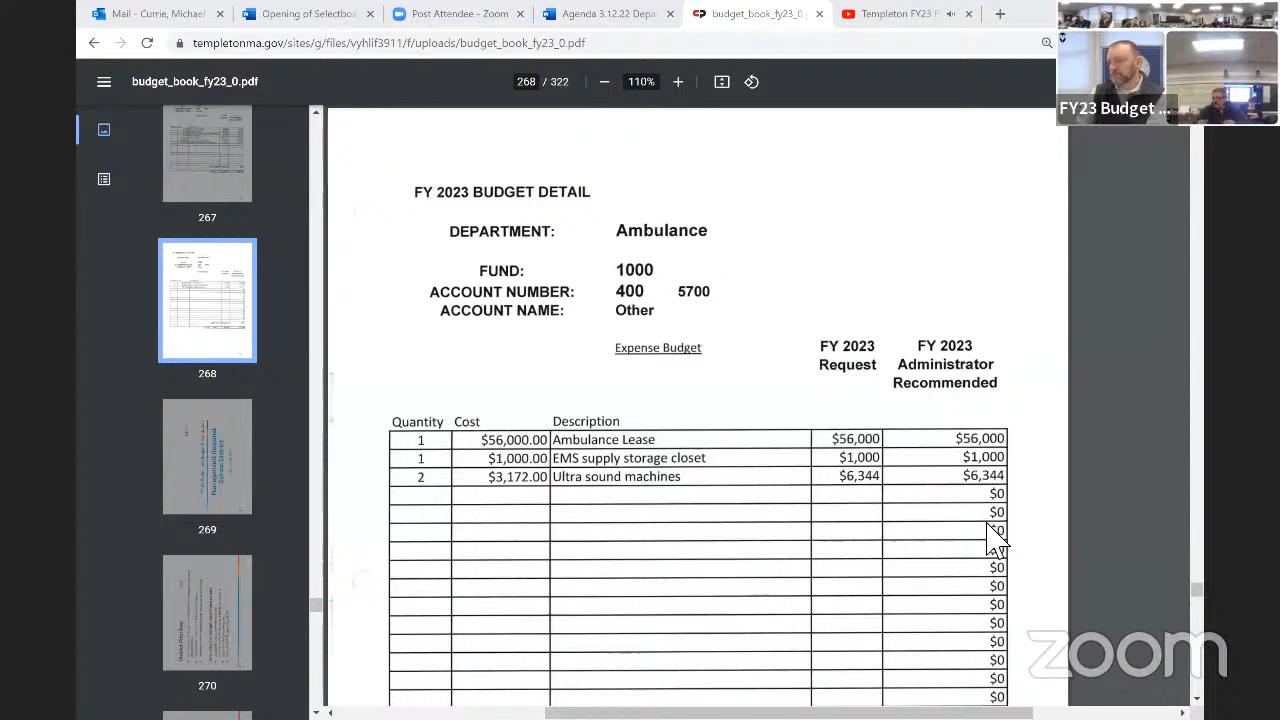 Mail - Currie, Michael
Opening of Selectboa
Post Attendee - Zoo
Agenda 3.12.22 Depa
budget_book_fy23_0.p
Templeton FY23 F
templetonma.gov/sites/g/files/
budget_book_fy23_0.pdf
budget_book_fy23_0.pdf
268 / 322
110%
FY23 Budget ...
267
268
269
270
FY 2023 BUDGET DETAIL
DEPARTMENT: Ambulance
FUND: 1000
ACCOUNT NUMBER: 400 5700
ACCOUNT NAME: Other
Expense Budget
FY 2023 Request
FY 2023 Administrator Recommended
Quantity Cost Description
1 $56,000.00 Ambulance Lease $56,000 $56,000
1 $1,000.00 EMS supply storage closet $1,000 $1,000
2 $3,172.00 Ultra sound machines $6,344 $6,344
$0
$0
$0
$0
$0
$0
$0
$0
$0
$0
$0
zoom